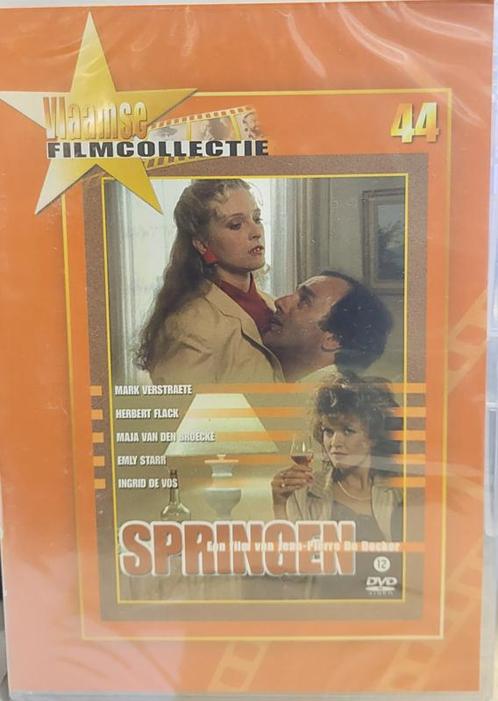 Vlaamse
FILMCOLLECTIE
44
MARK VERSTRAETE
HERBERT FLACK
MAJA VAN DEN BROECKE
EMLY STARR
INGRID DE VOS
SPRINGEN
Een film van Jean-Pierre De Decker
12
DVD
VIDEO